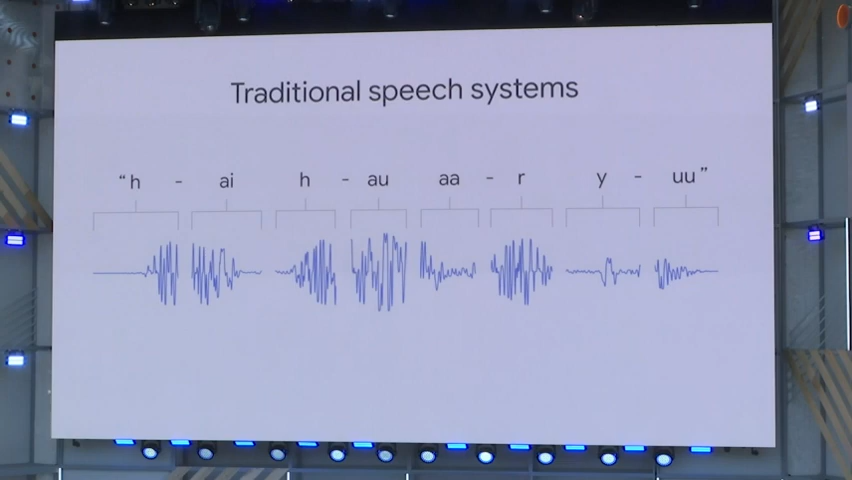 Traditional speech systems
“h - ai h - au aa - r y - uu”